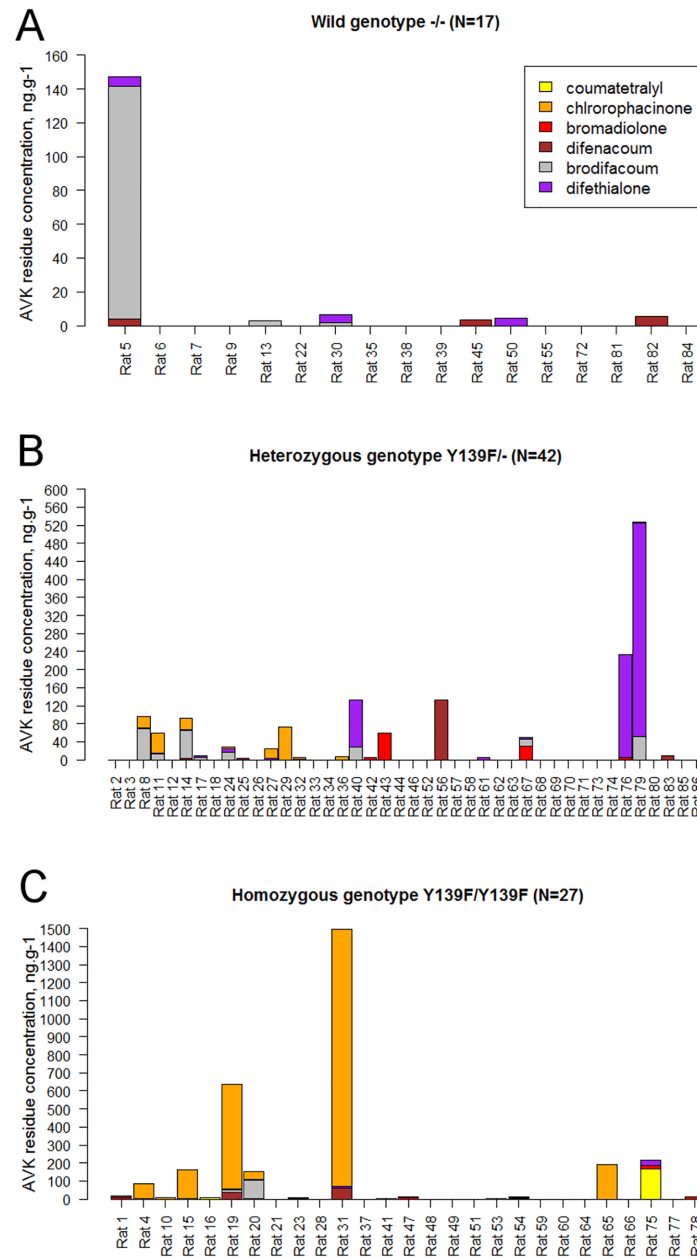 A
Wild genotype -/- (N=17)
AVK residue concentration, ng.g-1
160
140
120
100
80
60
40
20
0
coumatetralyl
chlrorophacinone
bromadiolone
difenacoum
brodifacoum
difethialone
Rat 5 Rat 6 Rat 7 Rat 9 Rat 13 Rat 22 Rat 30 Rat 35 Rat 38 Rat 39 Rat 45 Rat 50 Rat 55 Rat 72 Rat 81 Rat 82 Rat 84
B
Heterozygous genotype Y139F/- (N=42)
AVK residue concentration, ng.g-1
600
560
520
480
440
400
360
320
280
240
200
160
120
80
40
0
Rat 2 Rat 3 Rat 8 Rat 11 Rat 12 Rat 14 Rat 17 Rat 18 Rat 24 Rat 25 Rat 26 Rat 27 Rat 29 Rat 32 Rat 33 Rat 34 Rat 36 Rat 40 Rat 42 Rat 43 Rat 44 Rat 46 Rat 52 Rat 56 Rat 57 Rat 58 Rat 61 Rat 62 Rat 63 Rat 67 Rat 68 Rat 69 Rat 70 Rat 71 Rat 73 Rat 74 Rat 76 Rat 79 Rat 80 Rat 83 Rat 85 Rat 86
C
Homozygous genotype Y139F/Y139F (N=27)
AVK residue concentration, ng.g-1
1500
1400
1300
1200
1100
1000
900
800
700
600
500
400
300
200
100
0
Rat 1 Rat 4 Rat 10 Rat 15 Rat 16 Rat 19 Rat 20 Rat 21 Rat 23 Rat 28 Rat 31 Rat 37 Rat 41 Rat 47 Rat 48 Rat 49 Rat 51 Rat 53 Rat 54 Rat 59 Rat 60 Rat 64 Rat 65 Rat 66 Rat 75 Rat 77 Rat 78